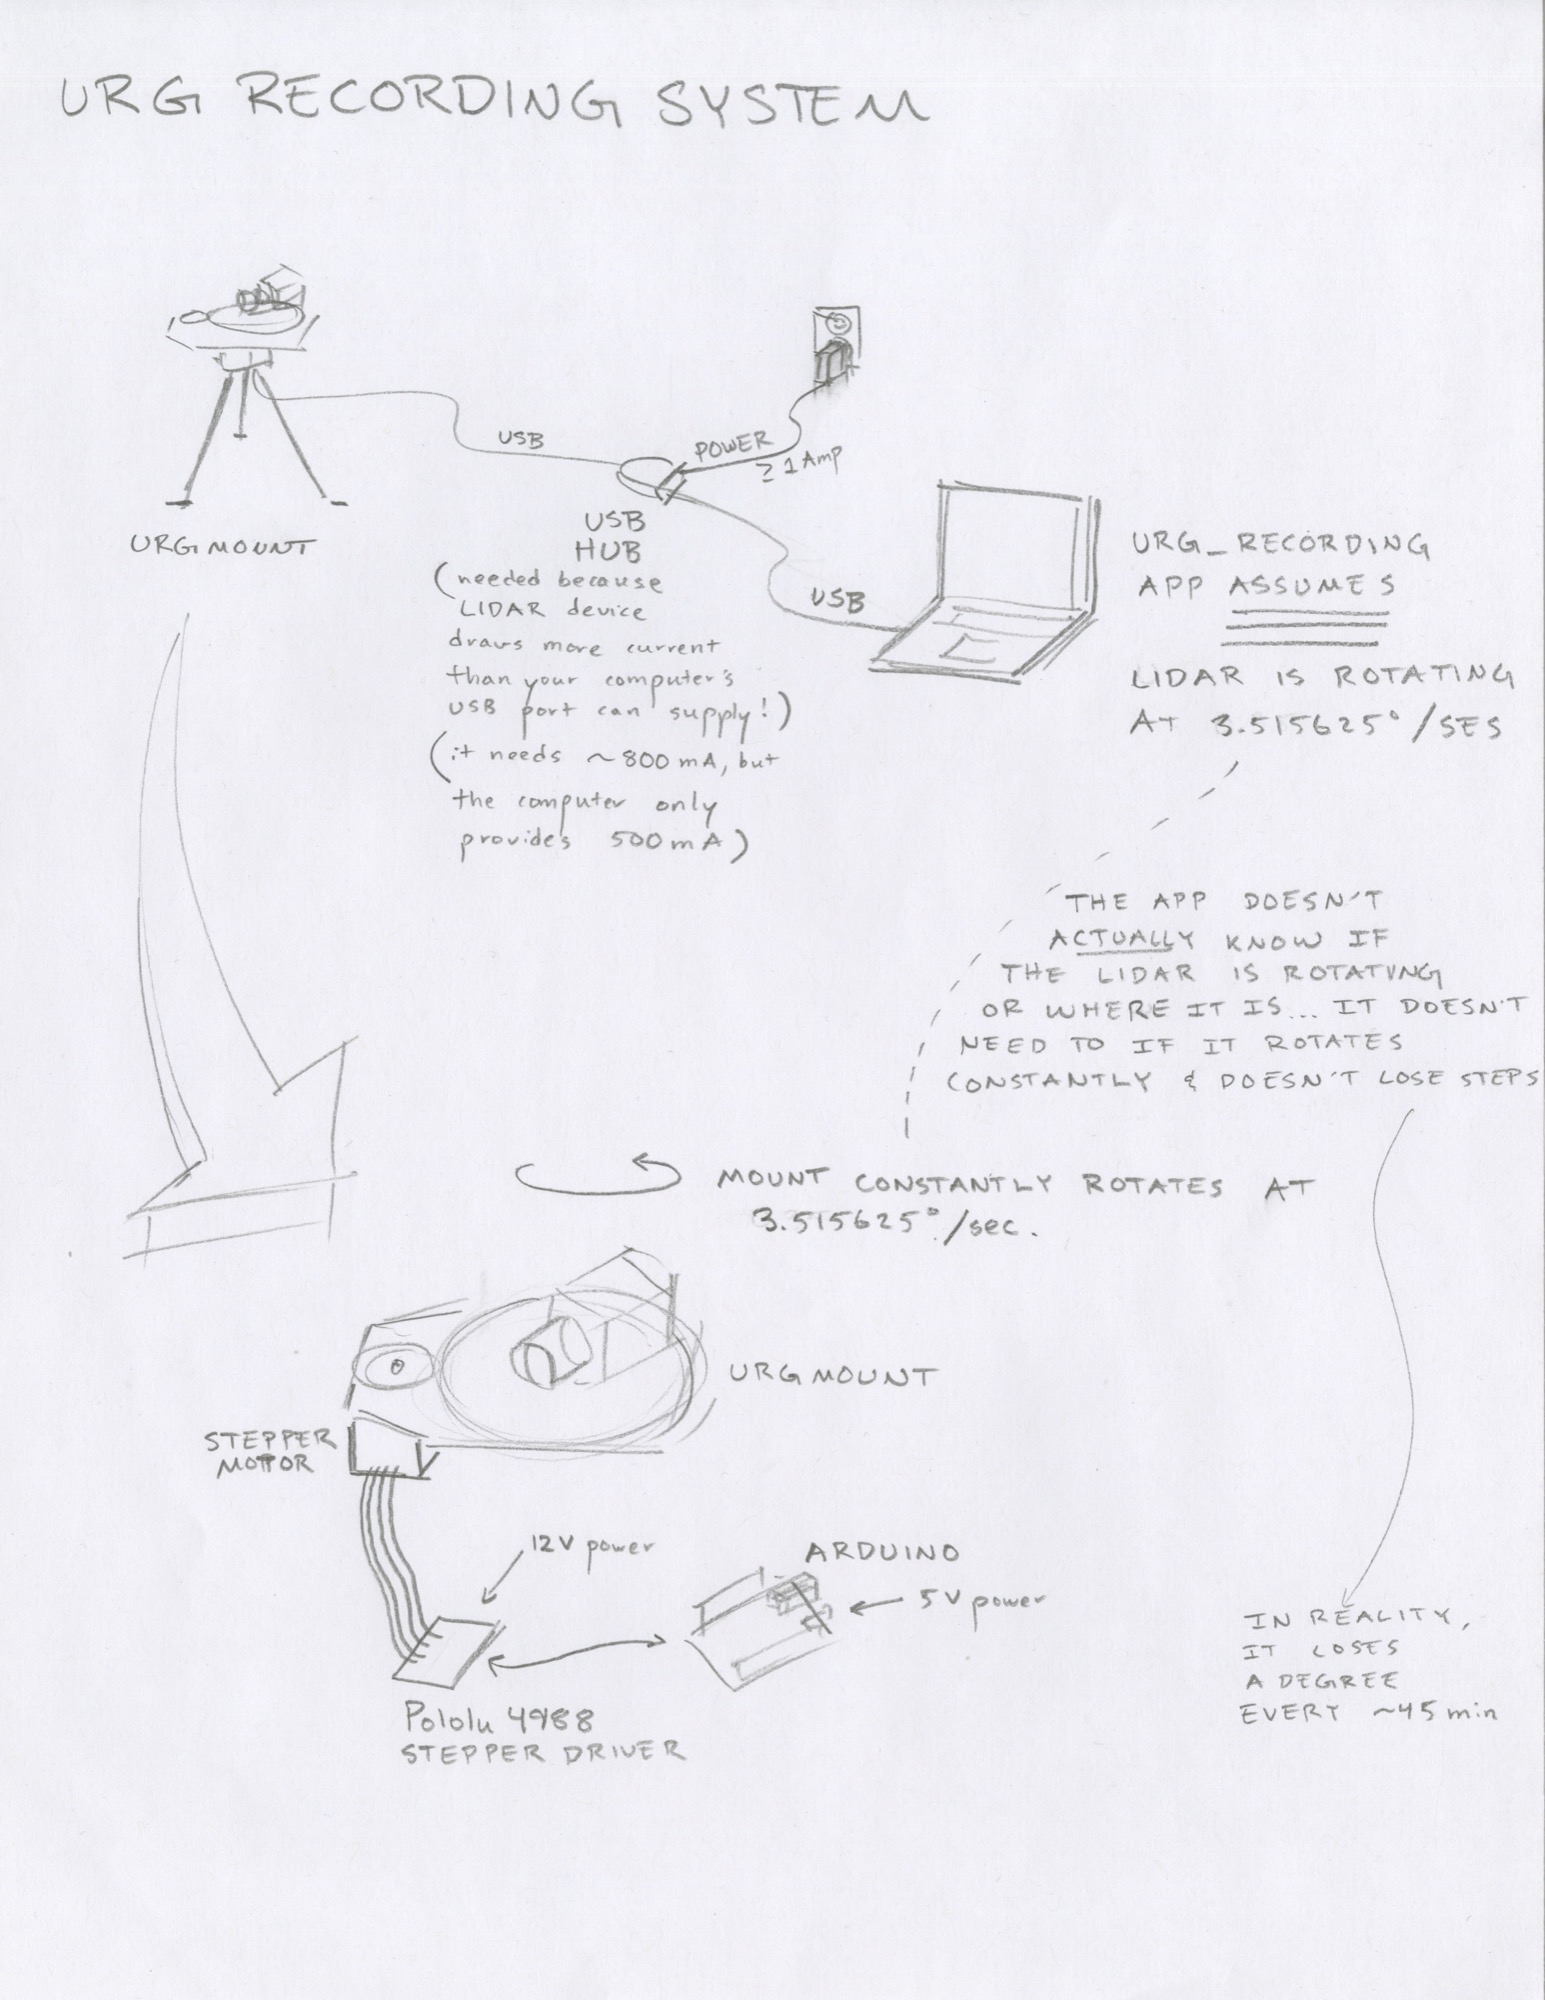 URG RECORDING SYSTEM
USB
POWER
≥ 1 Amp
URG MOUNT
USB
HUB
(needed because
LIDAR device
draws more current
than your computer's
USB port can supply!)
(it needs ~800 mA, but
the computer only
provides 500 mA)
USB
URG_RECORDING
APP ASSUMES
LIDAR IS ROTATING
AT 3.515625°/SES
THE APP DOESN'T
ACTUALLY KNOW IF
THE LIDAR IS ROTATING
OR WHERE IT IS... IT DOESN'T
NEED TO IF IT ROTATES
CONSTANTLY & DOESN'T LOSE STEPS
MOUNT CONSTANTLY ROTATES AT
3.515625°/sec.
URG MOUNT
STEPPER
MOTOR
12V power
ARDUINO
5V power
Pololu 4988
STEPPER DRIVER
IN REALITY,
IT LOSES
A DEGREE
EVERY ~45 min